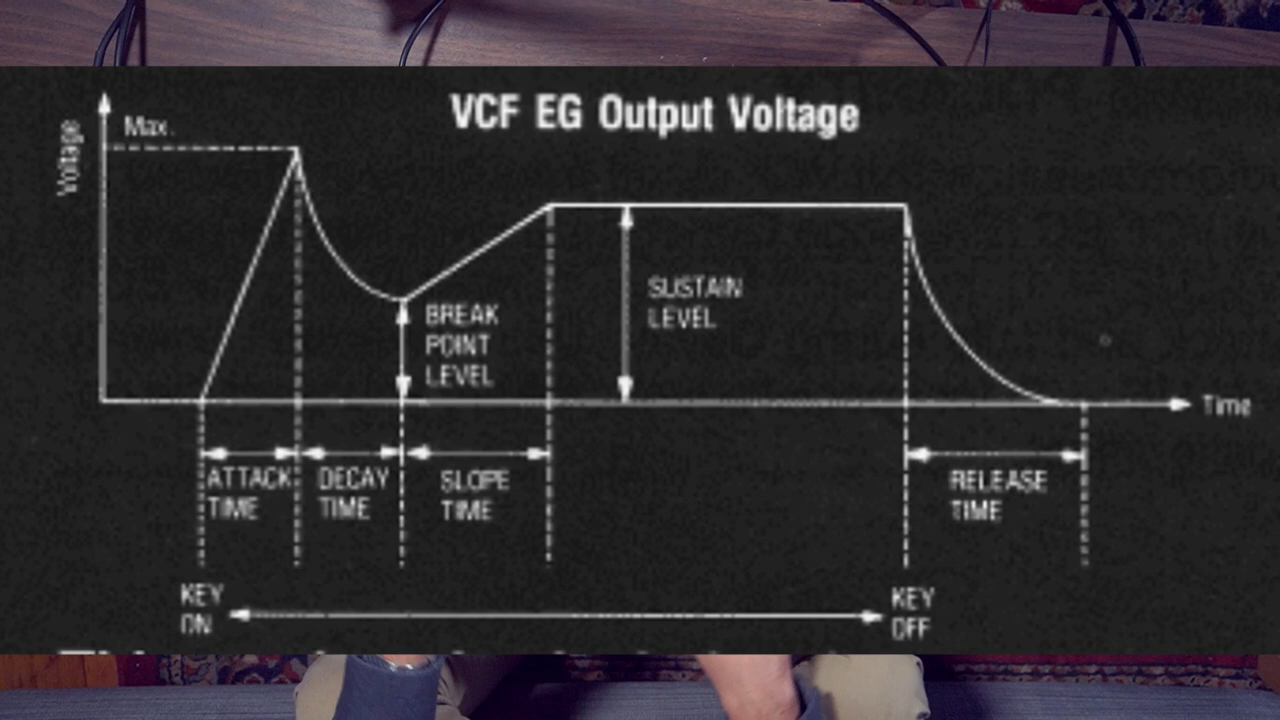 VCF EG Output Voltage
Voltage
Max.
BREAK
POINT
LEVEL
SUSTAIN
LEVEL
Time
ATTACK
TIME
DECAY
TIME
SLOPE
TIME
RELEASE
TIME
KEY
ON
KEY
OFF